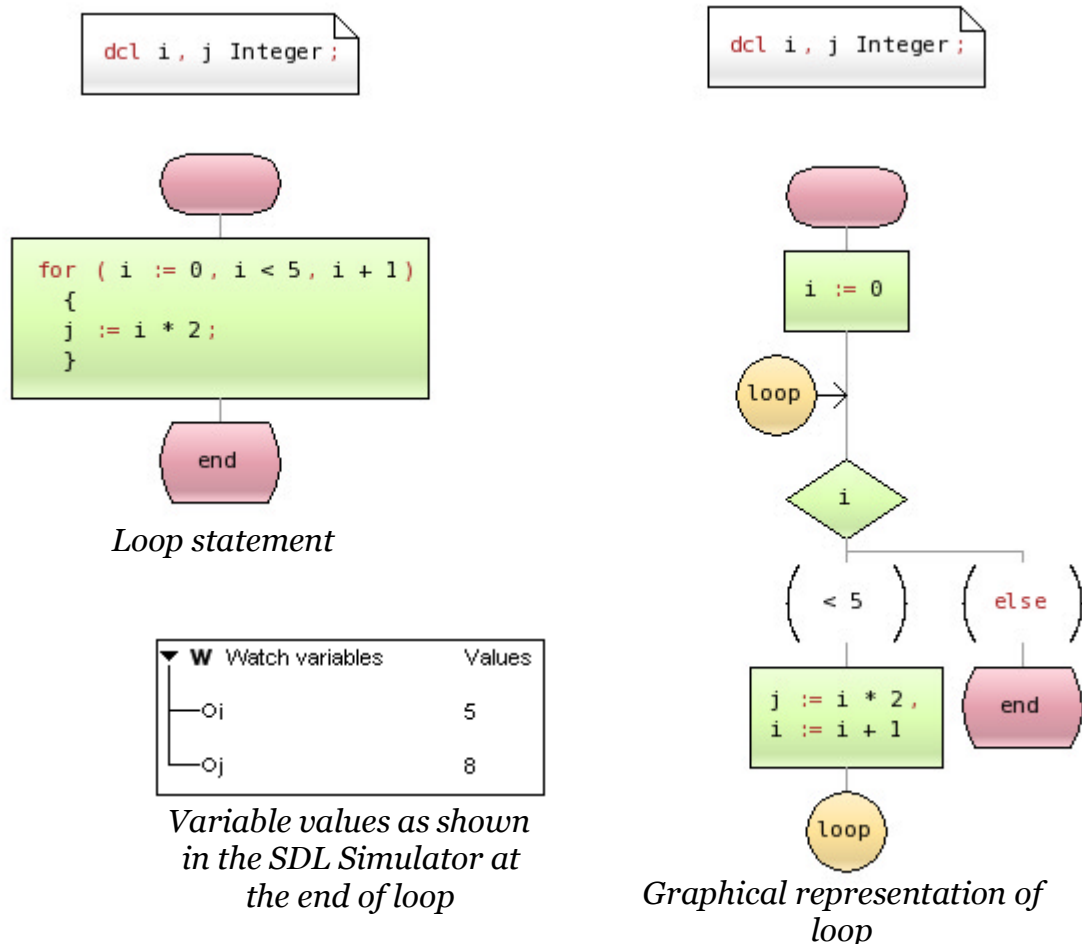 dcl i, j Integer;
for ( i := 0, i < 5, i + 1)
{
j := i * 2;
}
end
Loop statement
W Watch variables Values
i 5
j 8
Variable values as shown
in the SDL Simulator at
the end of loop
dcl i, j Integer;
i := 0
loop
i
( < 5 ) ( else )
j := i * 2,
i := i + 1
end
loop
Graphical representation of
loop